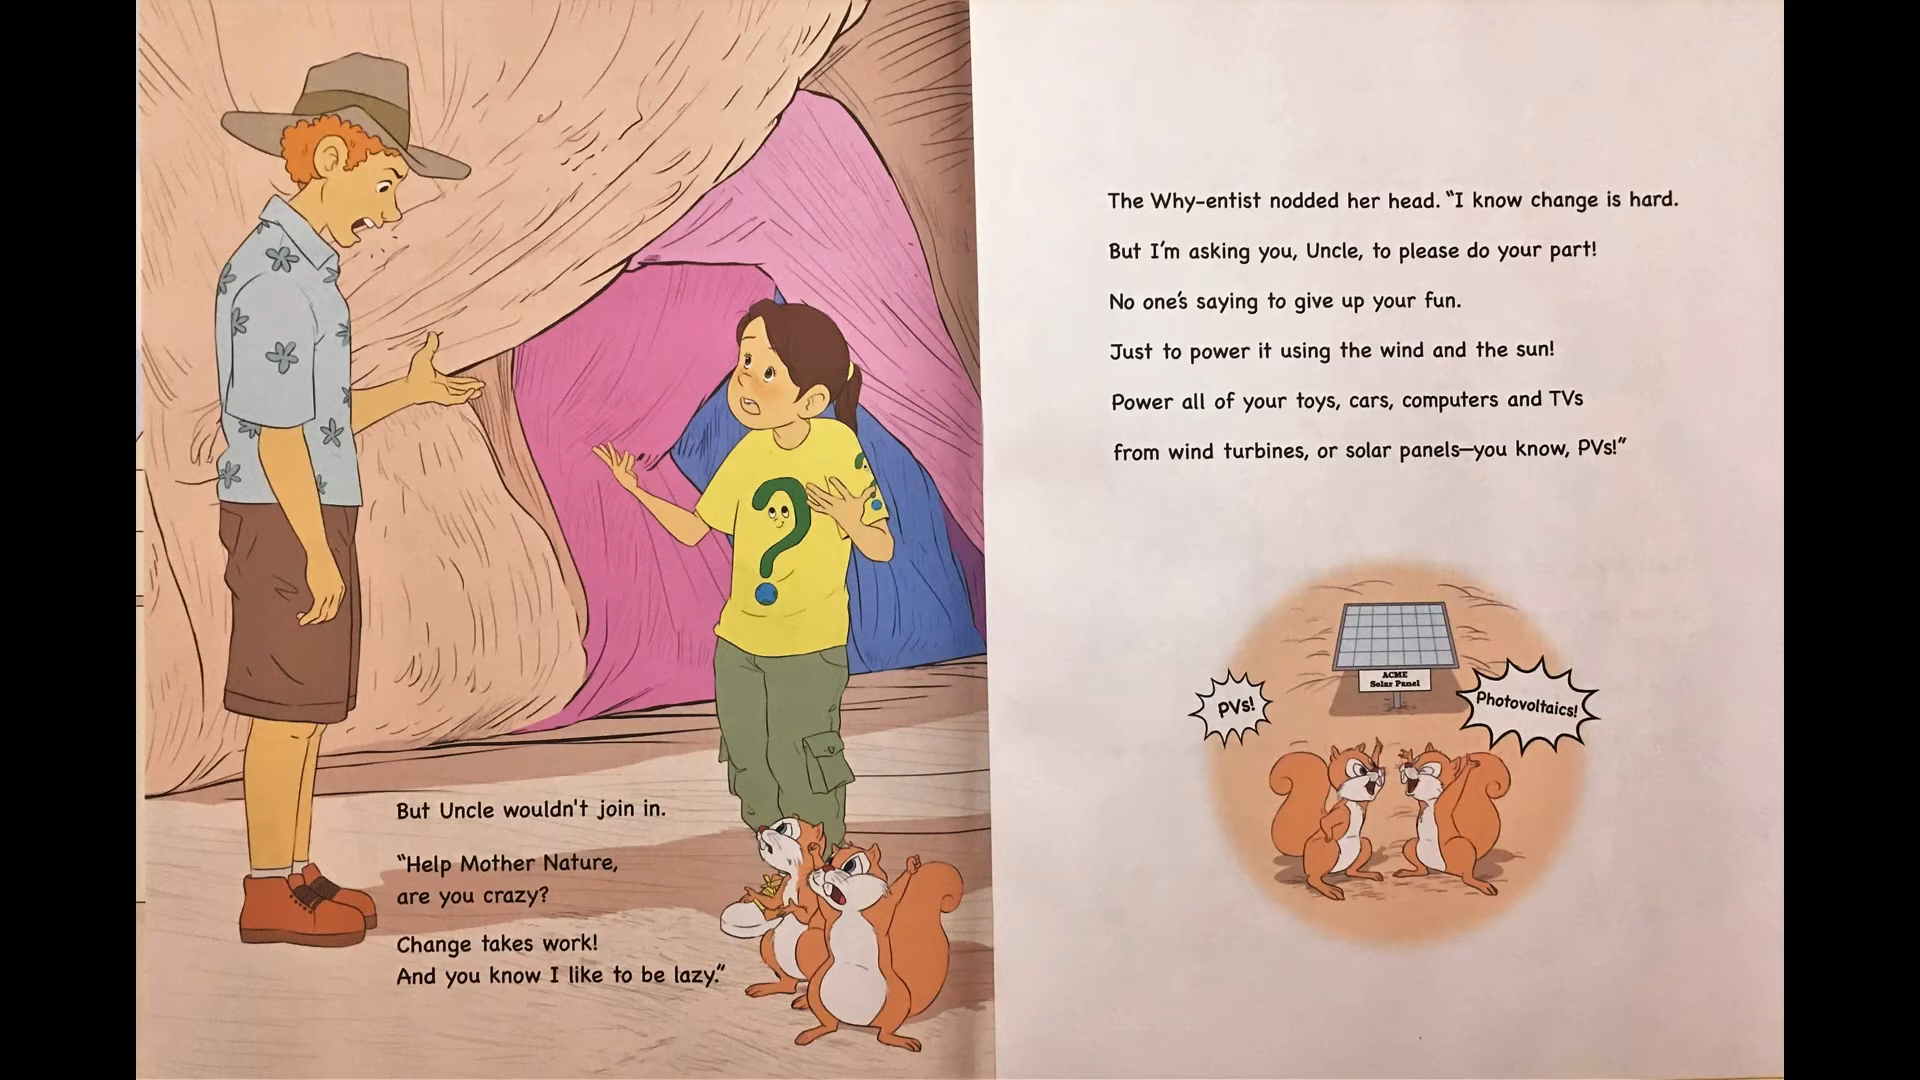 But Uncle wouldn't join in.
“Help Mother Nature,
are you crazy?
Change takes work!
And you know I like to be lazy.”
The Why-entist nodded her head. “I know change is hard.
But I'm asking you, Uncle, to please do your part!
No one's saying to give up your fun.
Just to power it using the wind and the sun!
Power all of your toys, cars, computers and TVs
from wind turbines, or solar panels—you know, PVs!”
ACME
Solar Panel
PVs!
Photovoltaics!